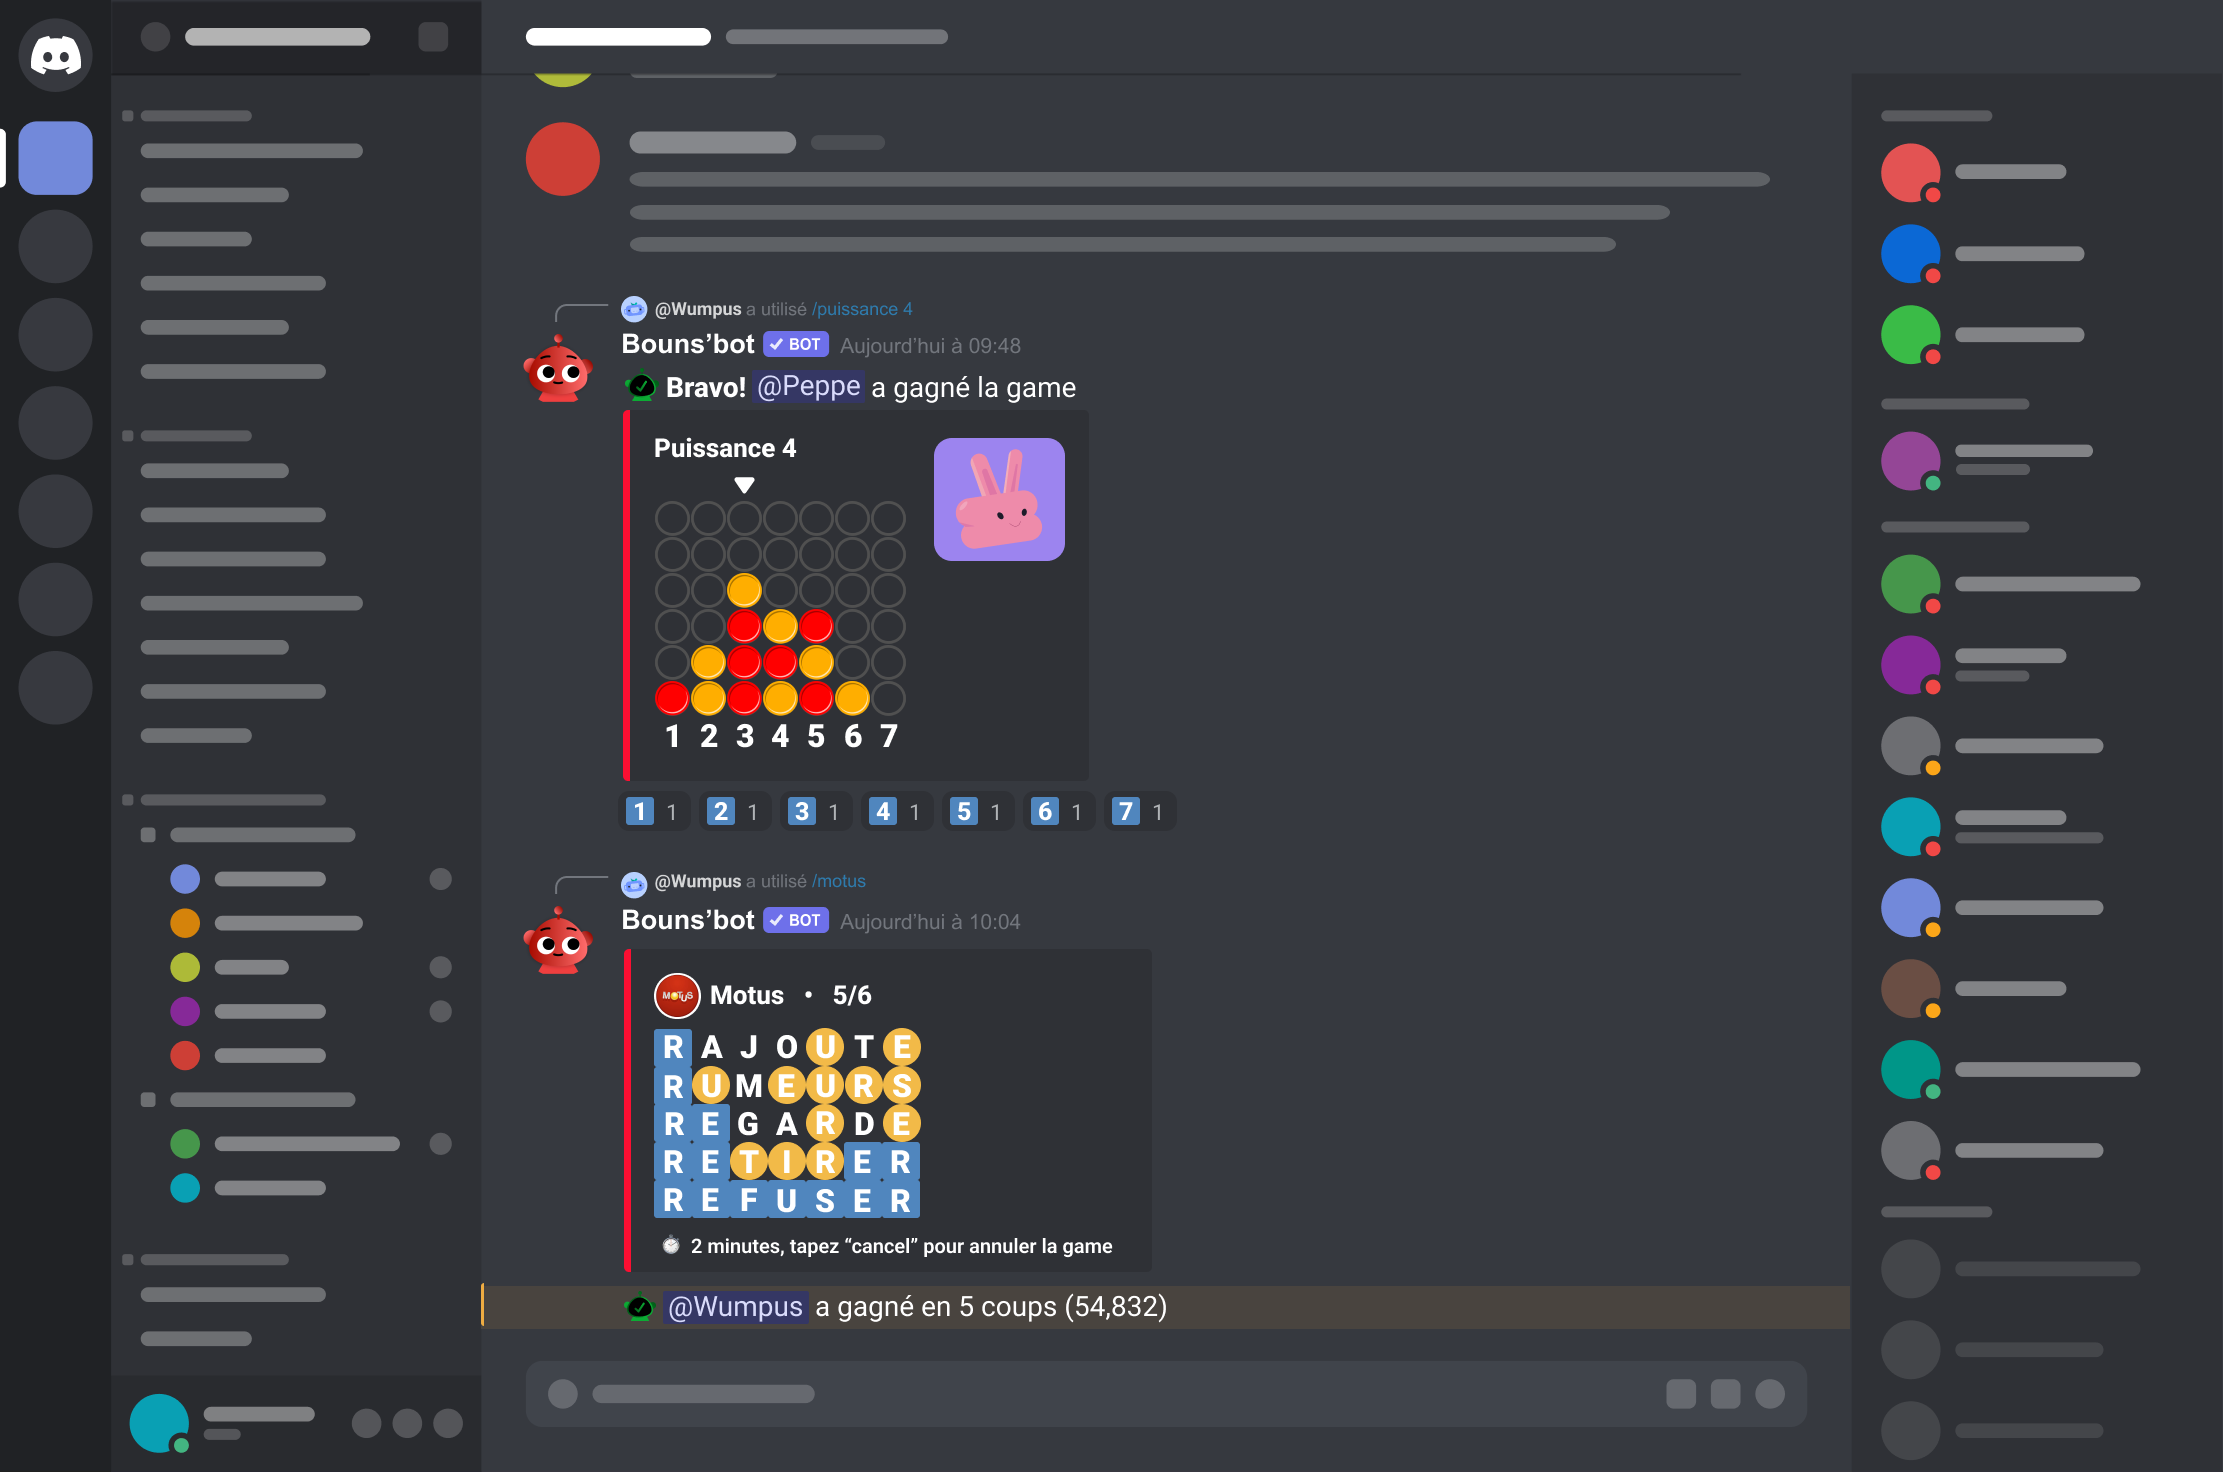 @Wumpus a utilisé /puissance 4
Bouns’bot BOT Aujourd’hui à 09:48
Bravo! @Peppe a gagné la game
Puissance 4
1 2 3 4 5 6 7
1 1 2 1 3 1 4 1 5 1 6 1 7 1
@Wumpus a utilisé /motus
Bouns’bot BOT Aujourd’hui à 10:04
MOTUS Motus • 5/6
R A J O U T E
R U M E U R S
R E G A R D E
R E T I R E R
R E F U S E R
2 minutes, tapez “cancel” pour annuler la game
@Wumpus a gagné en 5 coups (54,832)